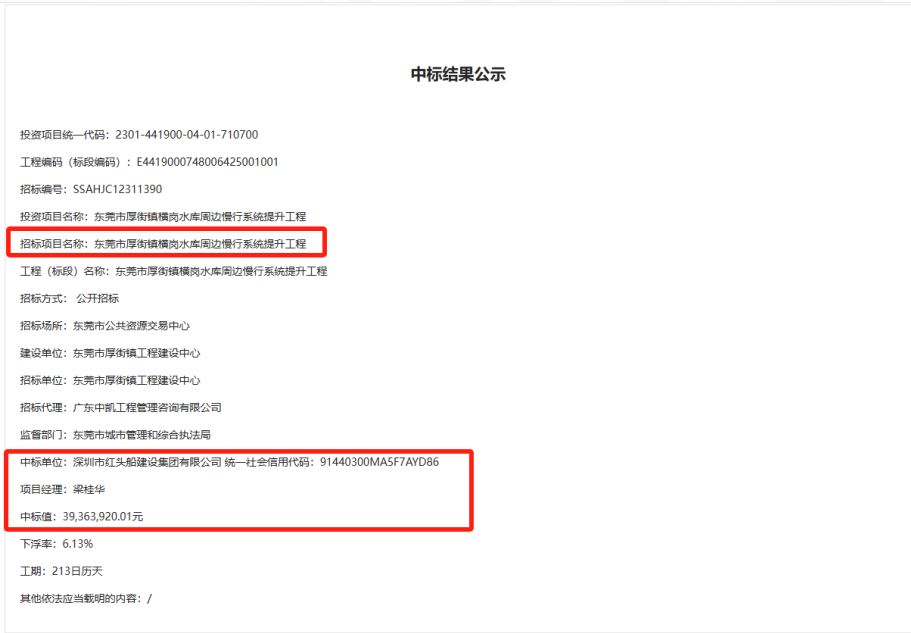 中标结果公示
投资项目统一代码：2301-441900-04-01-710700
工程编码（标段编码）：E4419000748006425001001
招标编号：SSAHJC12311390
投资项目名称：东莞市厚街镇横岗水库周边慢行系统提升工程
招标项目名称：东莞市厚街镇横岗水库周边慢行系统提升工程
工程（标段）名称：东莞市厚街镇横岗水库周边慢行系统提升工程
招标方式： 公开招标
招标场所：东莞市公共资源交易中心
建设单位：东莞市厚街镇工程建设中心
招标单位：东莞市厚街镇工程建设中心
招标代理：广东中凯工程管理咨询有限公司
监督部门：东莞市城市管理和综合执法局
中标单位：深圳市红头船建设集团有限公司 统一社会信用代码：91440300MA5F7AYD86
项目经理：梁桂华
中标值：39,363,920.01元
下浮率：6.13%
工期：213日历天
其他依法应当载明的内容：/